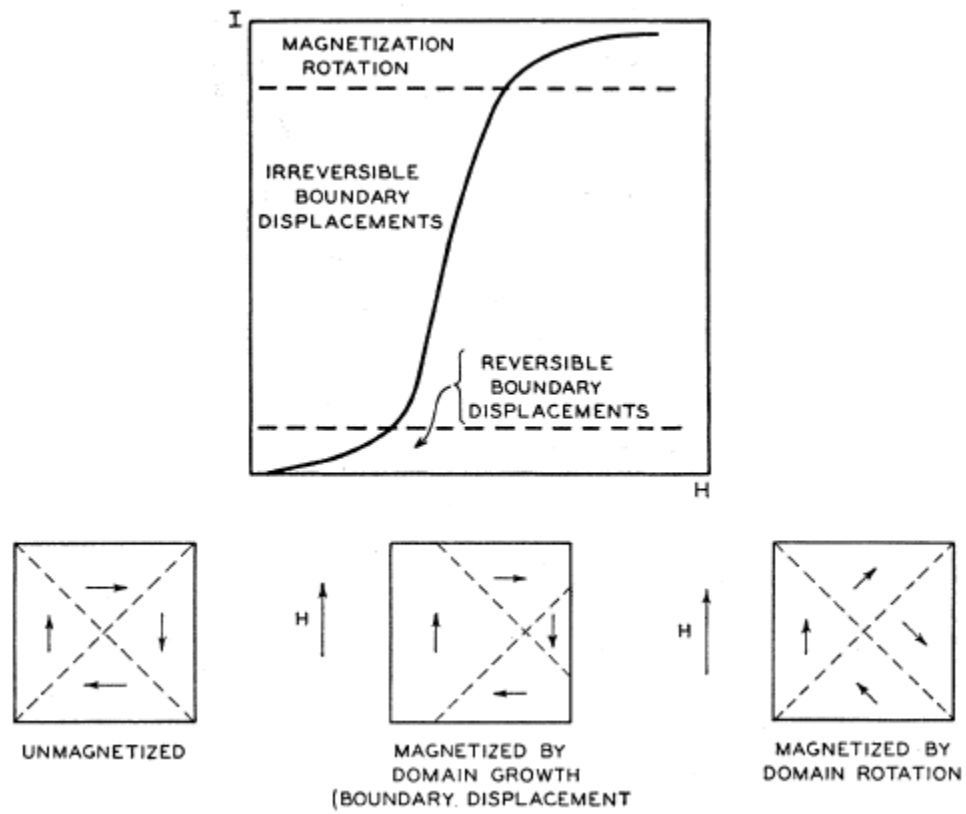 I
MAGNETIZATION
ROTATION
IRREVERSIBLE
BOUNDARY
DISPLACEMENTS
REVERSIBLE
BOUNDARY
DISPLACEMENTS
H
H
H
UNMAGNETIZED
MAGNETIZED BY
DOMAIN GROWTH
(BOUNDARY. DISPLACEMENT
MAGNETIZED BY
DOMAIN ROTATION